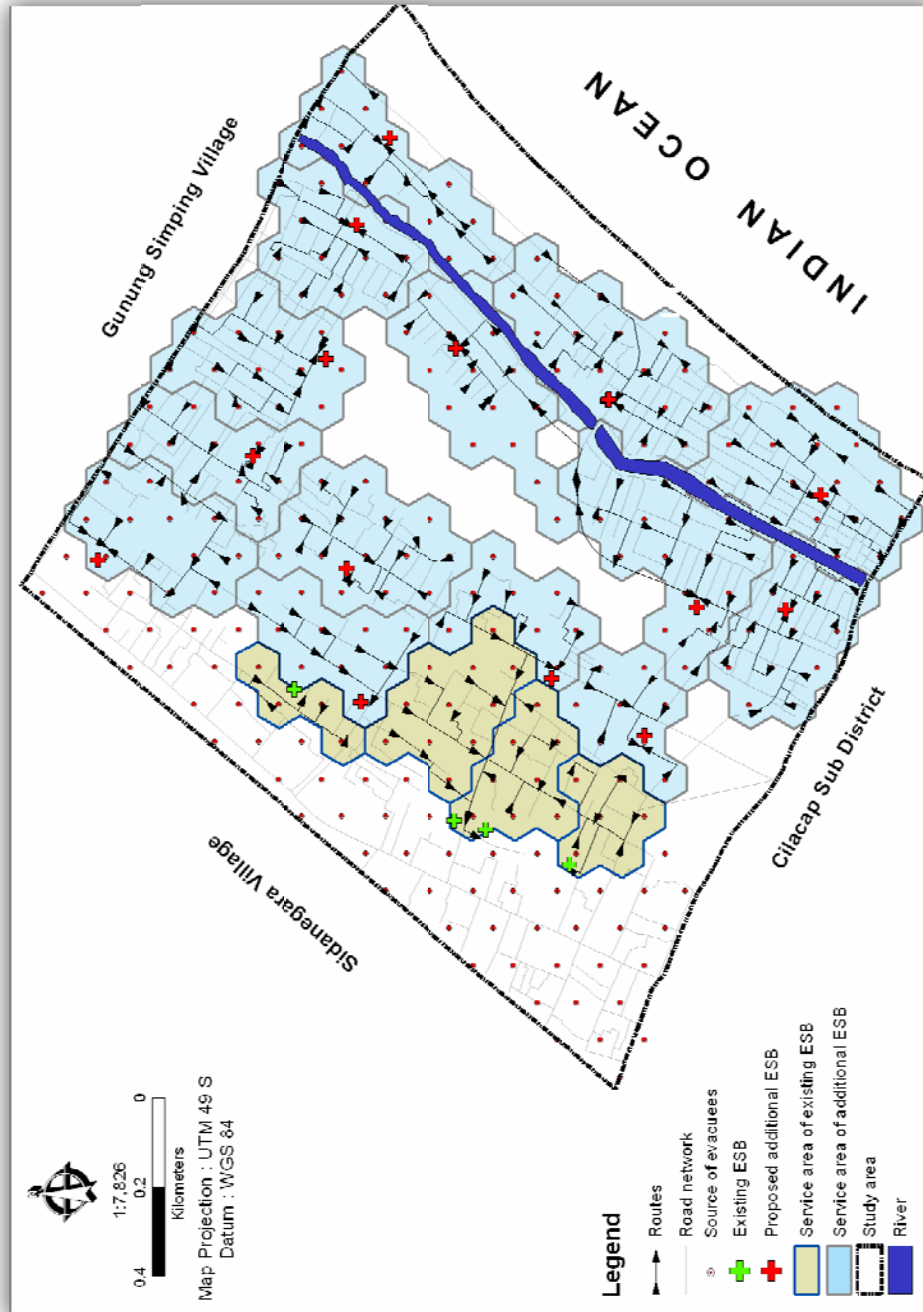 Gunung Simping Village
INDIAN OCEAN
Sidanegara Village
Cilacap Sub District
1:7.826
0.4 0.2 0
Kilometers
Map Projection : UTM 49 S
Datum : WGS 84
Legend
Routes
Road network
Source of evacuees
Existing ESB
Proposed additional ESB
Service area of existing ESB
Service area of additional ESB
Study area
River